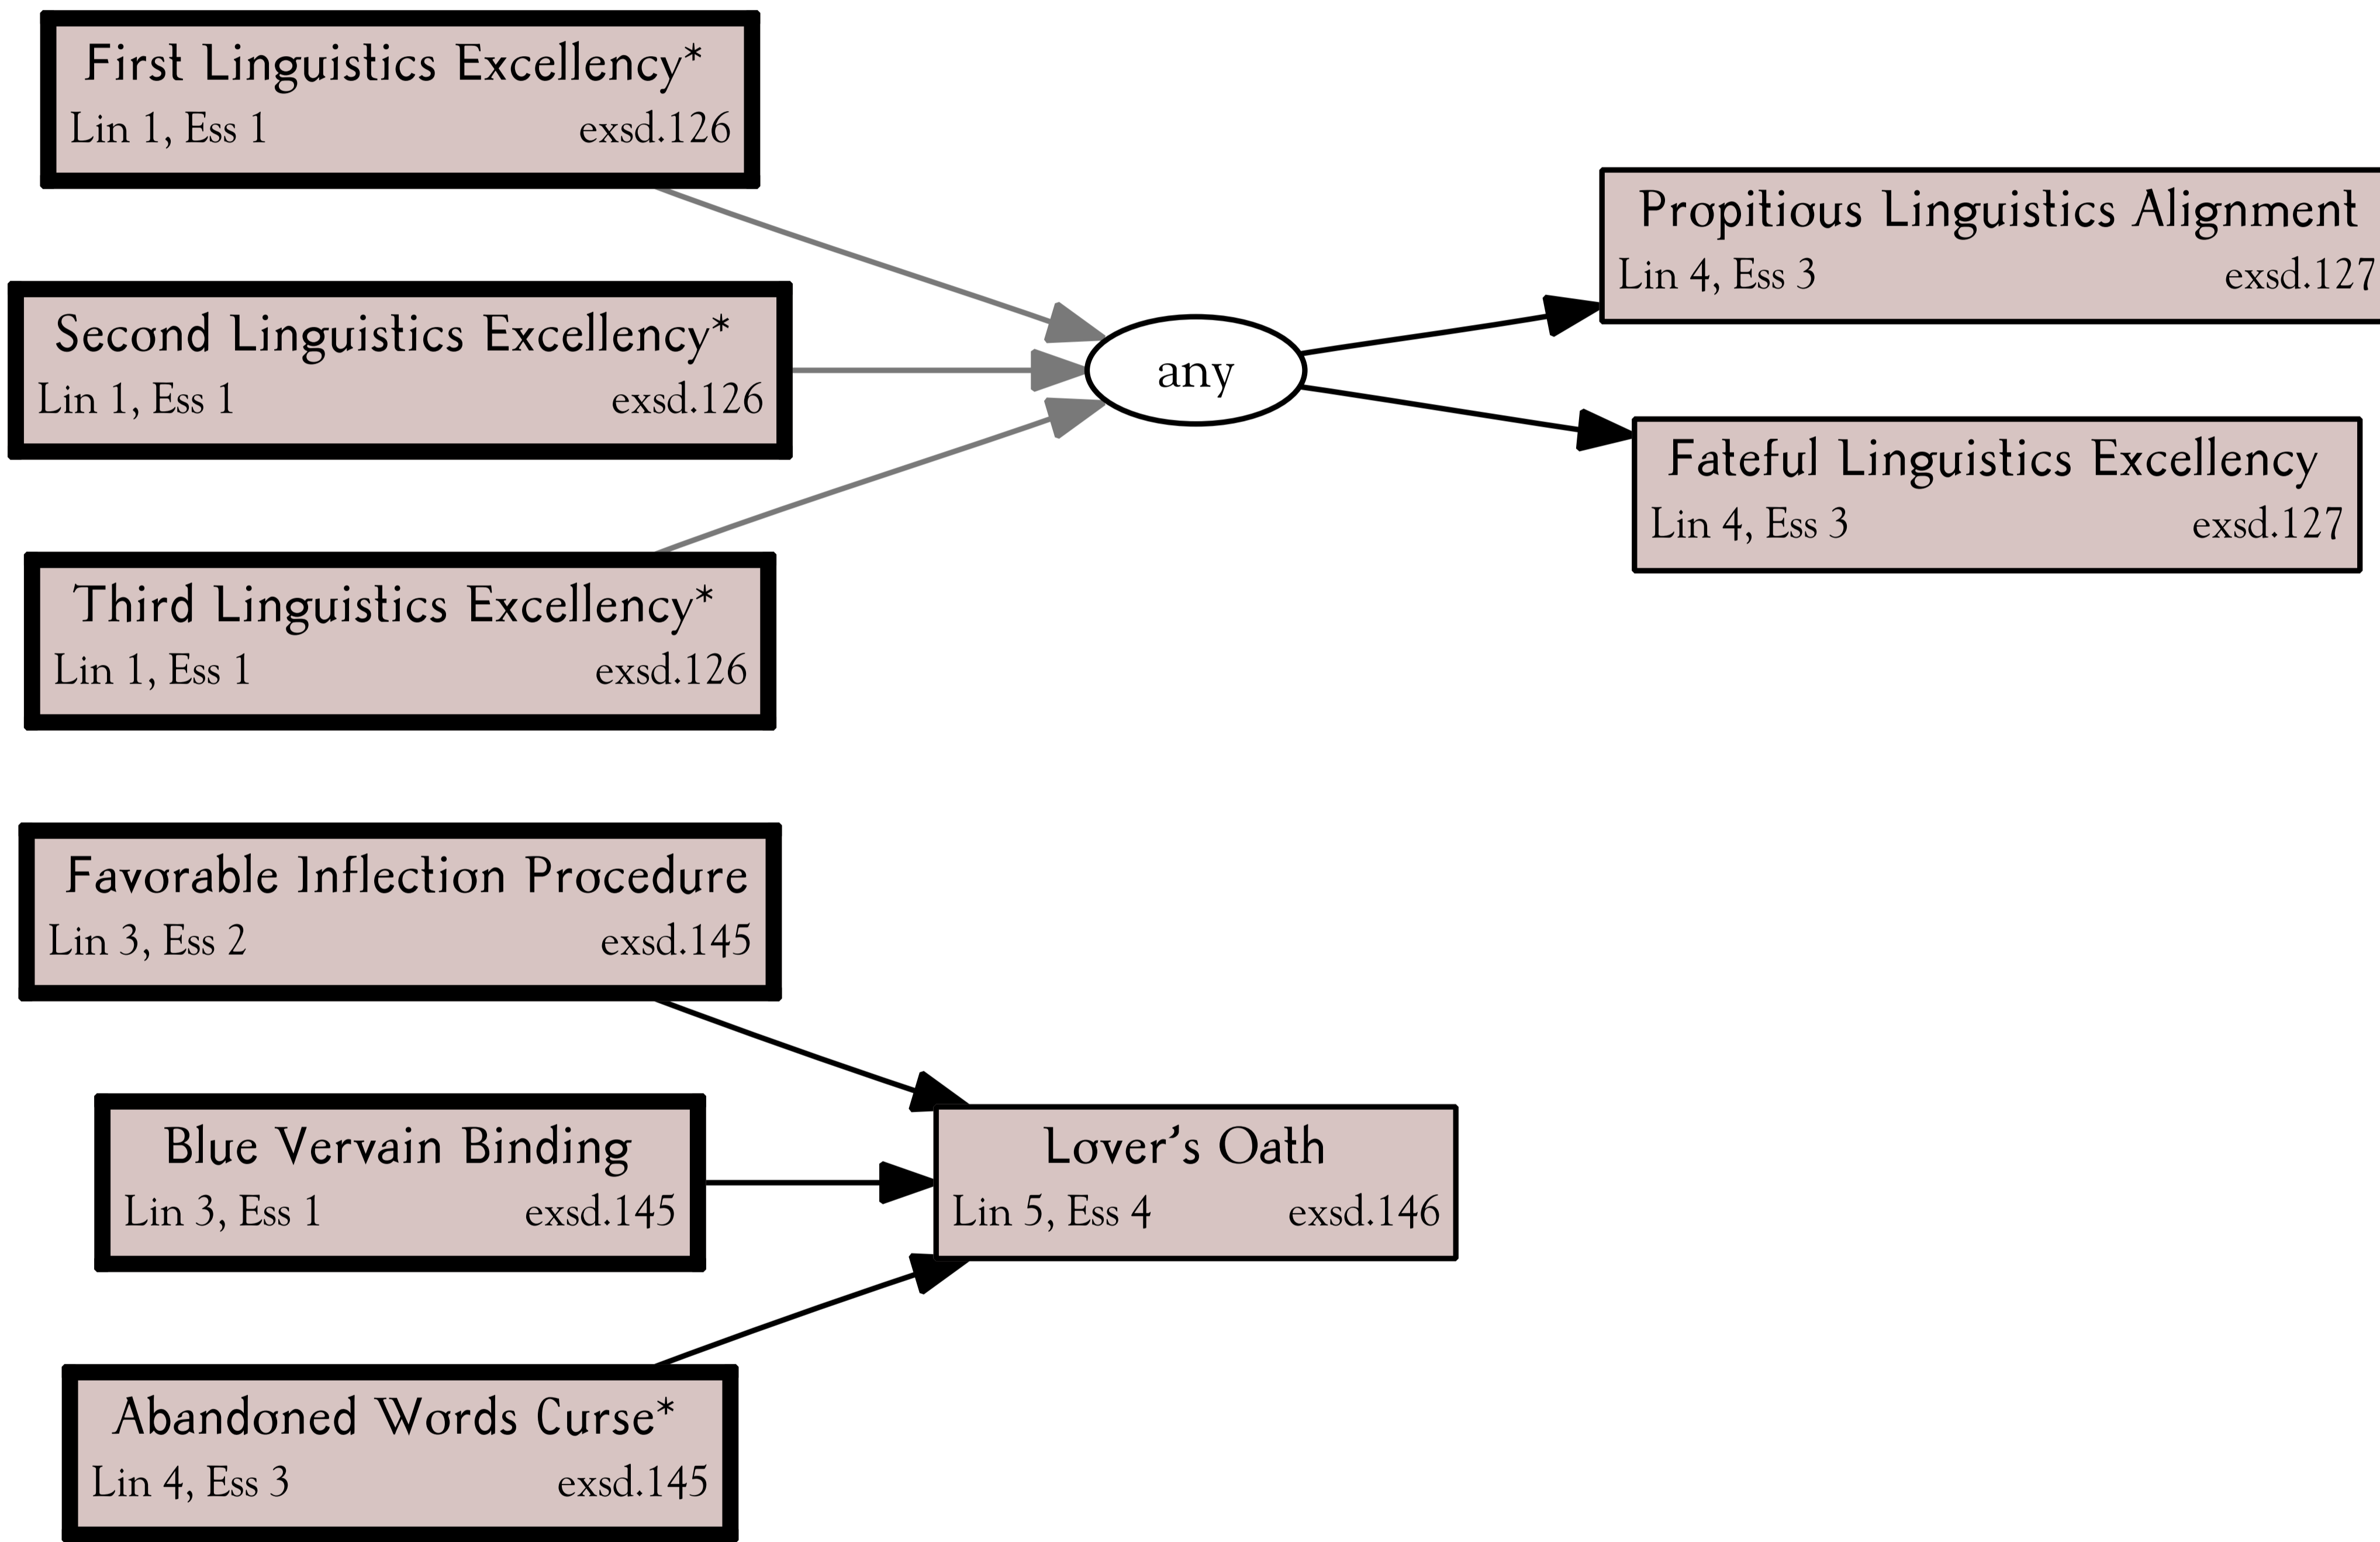 First Linguistics Excellency*
Lin 1, Ess 1 exsd.126
Second Linguistics Excellency*
Lin 1, Ess 1 exsd.126
Third Linguistics Excellency*
Lin 1, Ess 1 exsd.126
any
Propitious Linguistics Alignment
Lin 4, Ess 3 exsd.127
Fateful Linguistics Excellency
Lin 4, Ess 3 exsd.127
Favorable Inflection Procedure
Lin 3, Ess 2 exsd.145
Blue Vervain Binding
Lin 3, Ess 1 exsd.145
Abandoned Words Curse*
Lin 4, Ess 3 exsd.145
Lover's Oath
Lin 5, Ess 4 exsd.146